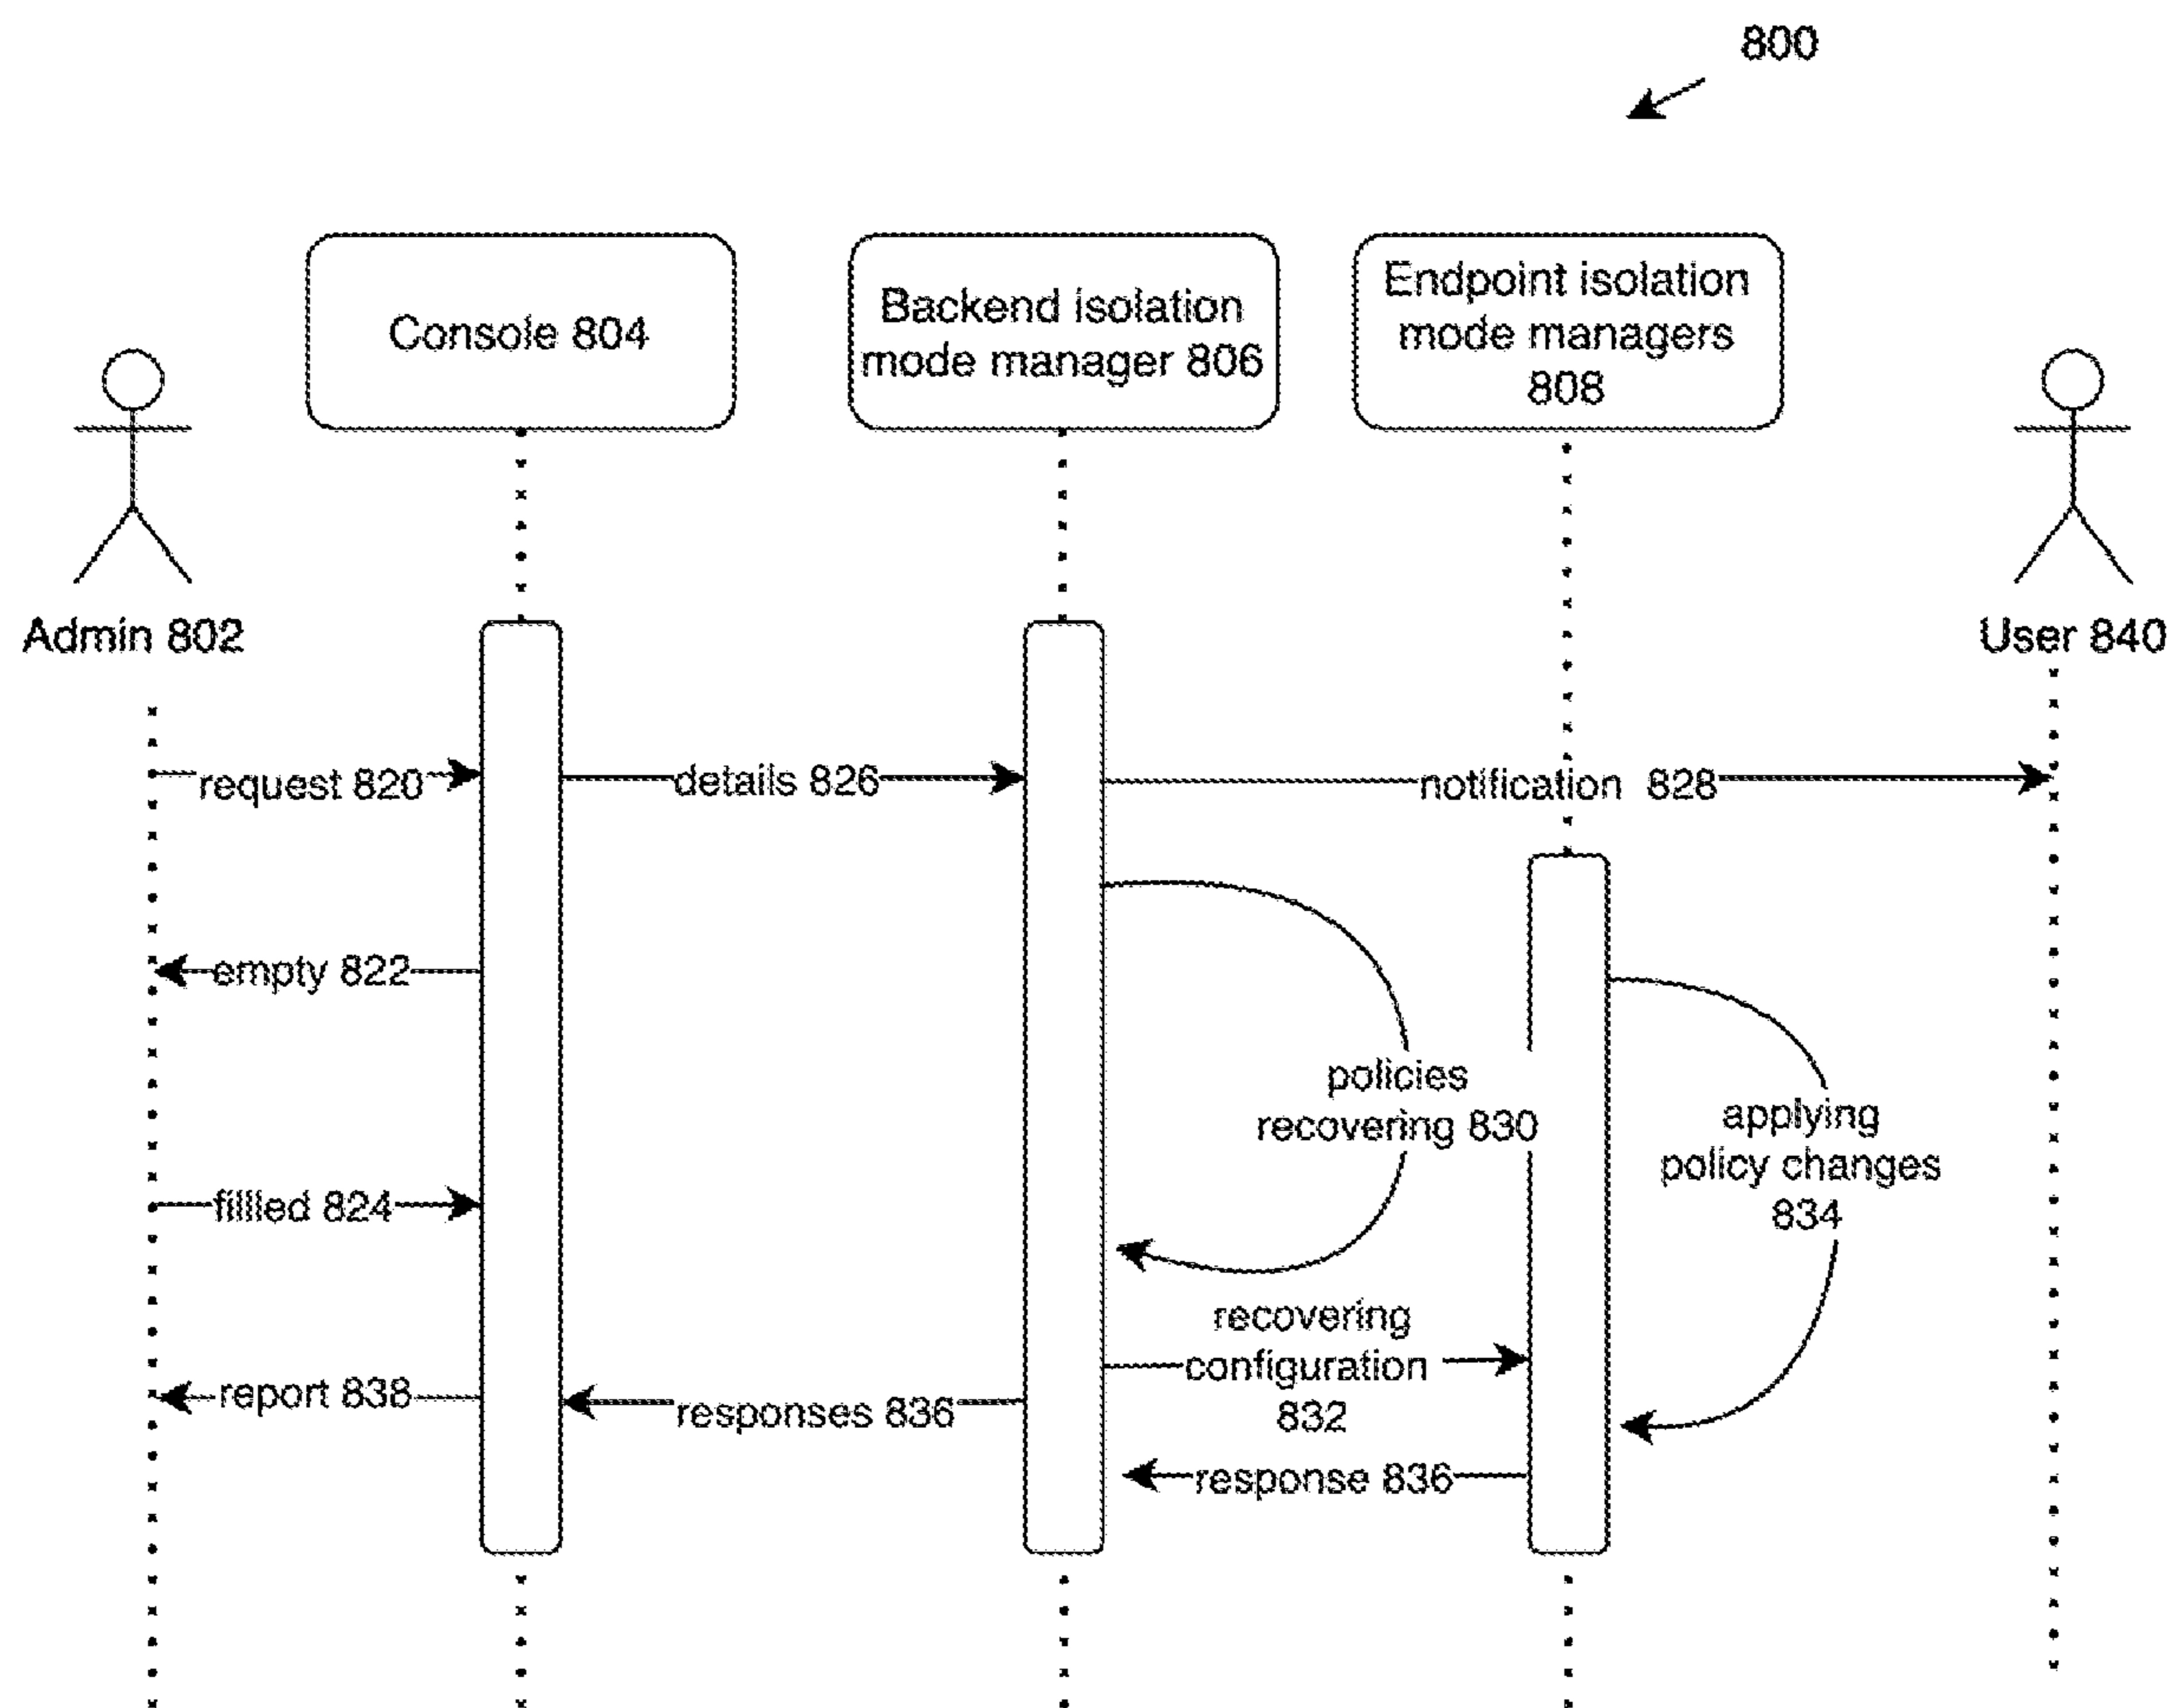 800
Console 804
Backend isolation
mode manager 806
Endpoint isolation
mode managers
808
Admin 802
User 840
request 820
details 826
notification 828
empty 822
policies
recovering 830
applying
policy changes
834
fillled 824
recovering
configuration
832
report 838
responses 836
response 836